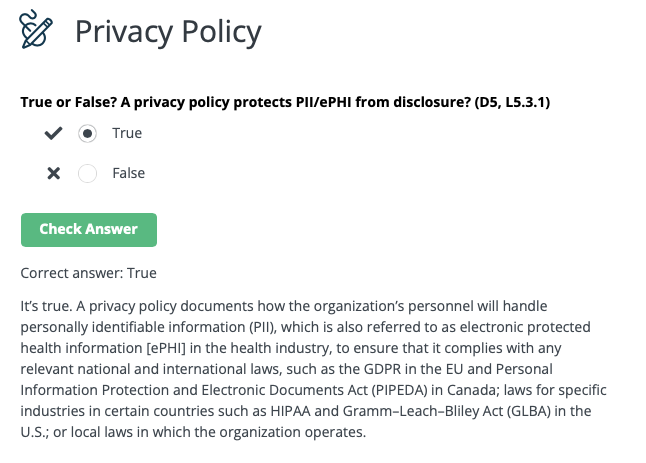 Privacy Policy
True or False? A privacy policy protects PII/ePHI from disclosure? (D5, L5.3.1)
True
False
Check Answer
Correct answer: True
It’s true. A privacy policy documents how the organization’s personnel will handle
personally identifiable information (PII), which is also referred to as electronic protected
health information [ePHI] in the health industry, to ensure that it complies with any
relevant national and international laws, such as the GDPR in the EU and Personal
Information Protection and Electronic Documents Act (PIPEDA) in Canada; laws for specific
industries in certain countries such as HIPAA and Gramm–Leach–Bliley Act (GLBA) in the
U.S.; or local laws in which the organization operates.